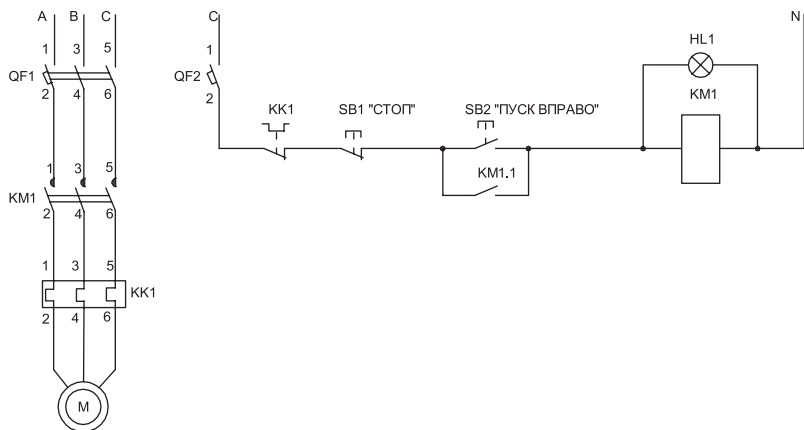 A B C
1 3 5
QF1
2 4 6
1 3 5
KM1
2 4 6
1 3 5
KK1
2 4 6
M
C N
1
QF2
2
KK1 SB1 "СТОП" SB2 "ПУСК ВПРАВО"
KM1.1
HL1
KM1